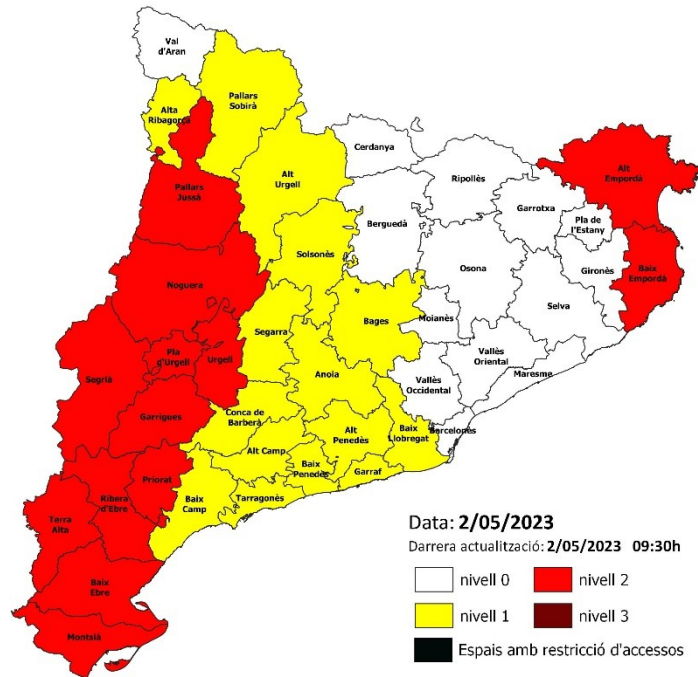 Val
d'Aran
Alta
Ribagorça
Pallars
Sobirà
Pallars
Jussà
Alt
Urgell
Cerdanya
Ripollès
Alt
Empordà
Garrotxa
Pla de
l'Estany
Berguedà
Solsonès
Osona
Gironès
Baix
Empordà
Noguera
Selva
Bages
Moianès
Segarra
Vallès
Oriental
Maresme
Pla
d'Urgell
Urgell
Segrià
Anoia
Vallès
Occidental
Garrigues
Conca de
Barberà
Alt
Penedès
Baix
Llobregat
Barcelonès
Alt Camp
Baix
Penedès
Garraf
Priorat
Ribera
d'Ebre
Baix
Camp
Tarragonès
Terra
Alta
Baix
Ebre
Montsià
Data: 2/05/2023
Darrera actualització: 2/05/2023 09:30h
nivell 0
nivell 2
nivell 1
nivell 3
Espais amb restricció d'accessos